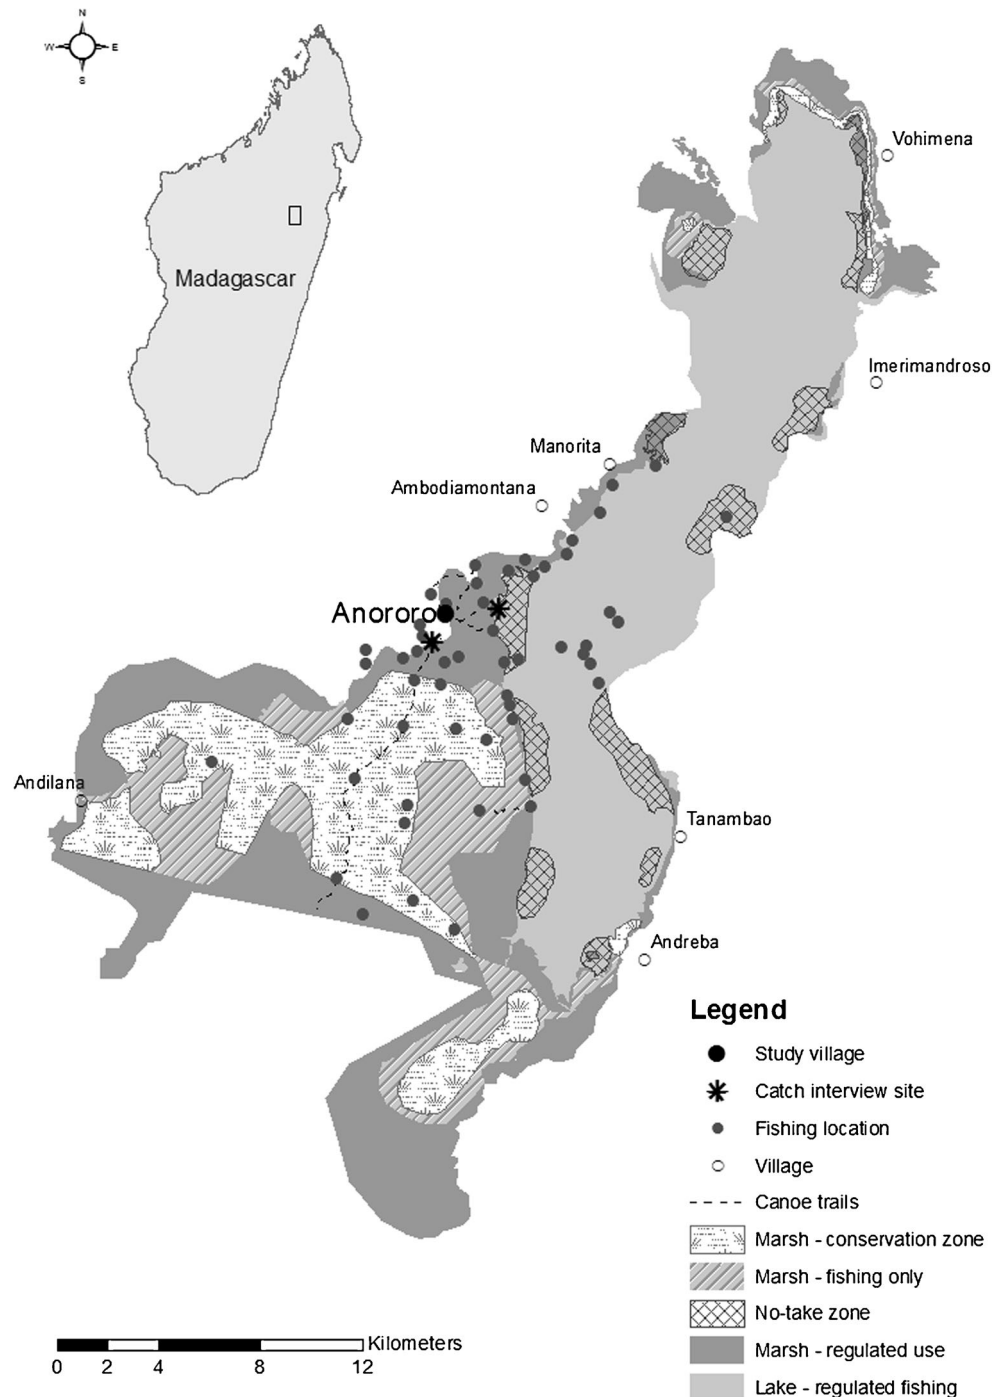 N
W E
S
Vohimena
Madagascar
Imerimandroso
Manorita
Ambodiamontana
Anororo
Andilana
Tanambao
Andreba
Legend
Study village
Catch interview site
Fishing location
Village
Canoe trails
Marsh - conservation zone
Marsh - fishing only
No-take zone
Marsh - regulated use
Lake - regulated fishing
Kilometers
0 2 4 8 12